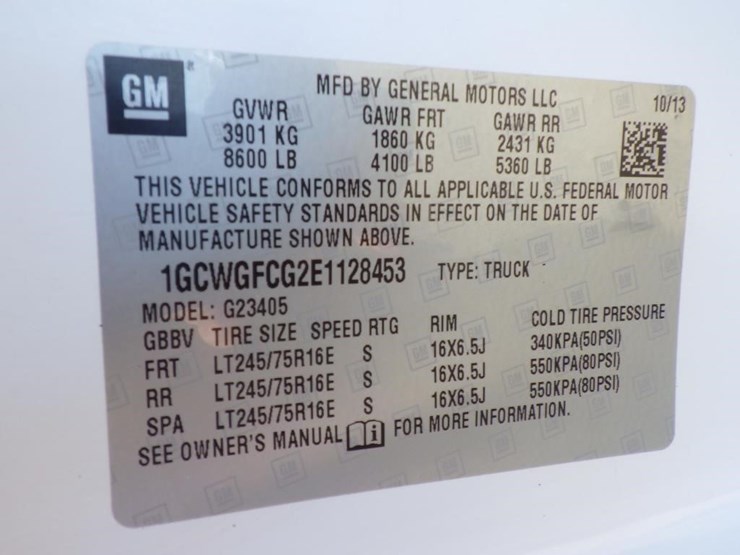 GM
MFD BY GENERAL MOTORS LLC 10/13
GVWR GAWR FRT GAWR RR
3901 KG 1860 KG 2431 KG
8600 LB 4100 LB 5360 LB
THIS VEHICLE CONFORMS TO ALL APPLICABLE U.S. FEDERAL MOTOR
VEHICLE SAFETY STANDARDS IN EFFECT ON THE DATE OF
MANUFACTURE SHOWN ABOVE.
1GCWGFCG2E1128453 TYPE: TRUCK
MODEL: G23405
GBBV TIRE SIZE SPEED RTG RIM COLD TIRE PRESSURE
FRT LT245/75R16E S 16X6.5J 340KPA(50PSI)
RR LT245/75R16E S 16X6.5J 550KPA(80PSI)
SPA LT245/75R16E S 16X6.5J 550KPA(80PSI)
SEE OWNER'S MANUAL i FOR MORE INFORMATION.